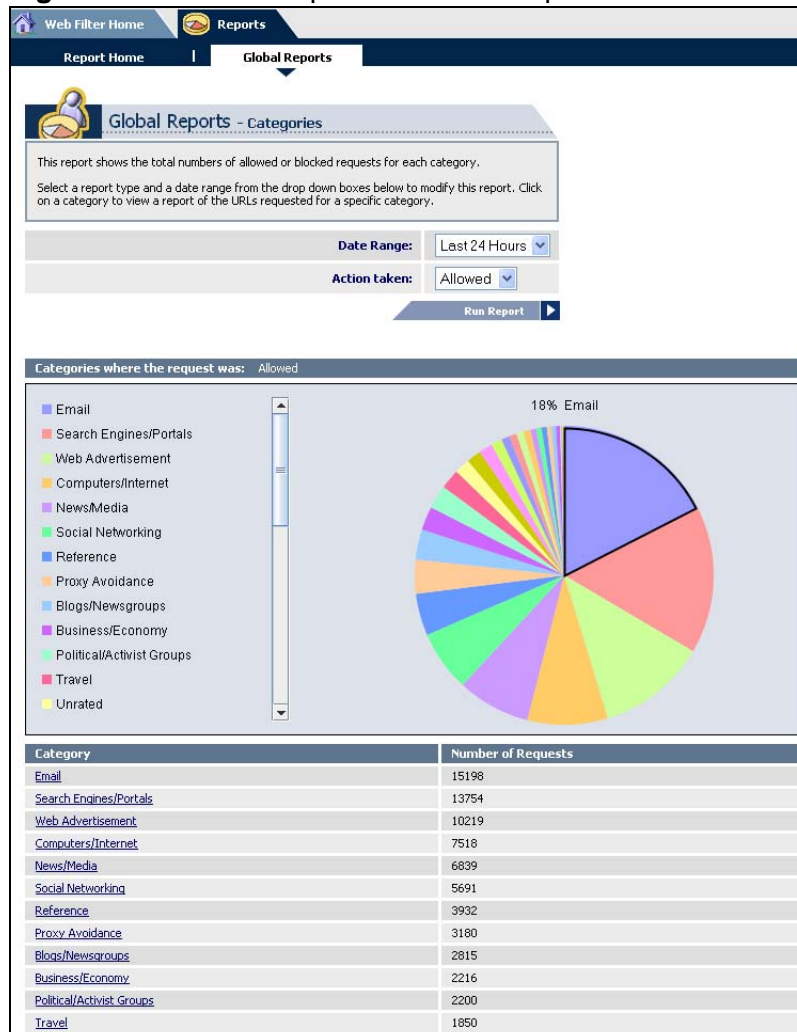 Web Filter Home Reports
Report Home | Global Reports
Global Reports - Categories
This report shows the total numbers of allowed or blocked requests for each category.
Select a report type and a date range from the drop down boxes below to modify this report. Click
on a category to view a report of the URLs requested for a specific category.
Date Range: Last 24 Hours
Action taken: Allowed
Run Report
Categories where the request was: Allowed
18% Email
Email
Search Engines/Portals
Web Advertisement
Computers/Internet
News/Media
Social Networking
Reference
Proxy Avoidance
Blogs/Newsgroups
Business/Economy
Political/Activist Groups
Travel
Unrated
Category Number of Requests
Email 15198
Search Engines/Portals 13754
Web Advertisement 10219
Computers/Internet 7518
News/Media 6839
Social Networking 5691
Reference 3932
Proxy Avoidance 3180
Blogs/Newsgroups 2815
Business/Economy 2216
Political/Activist Groups 2200
Travel 1850